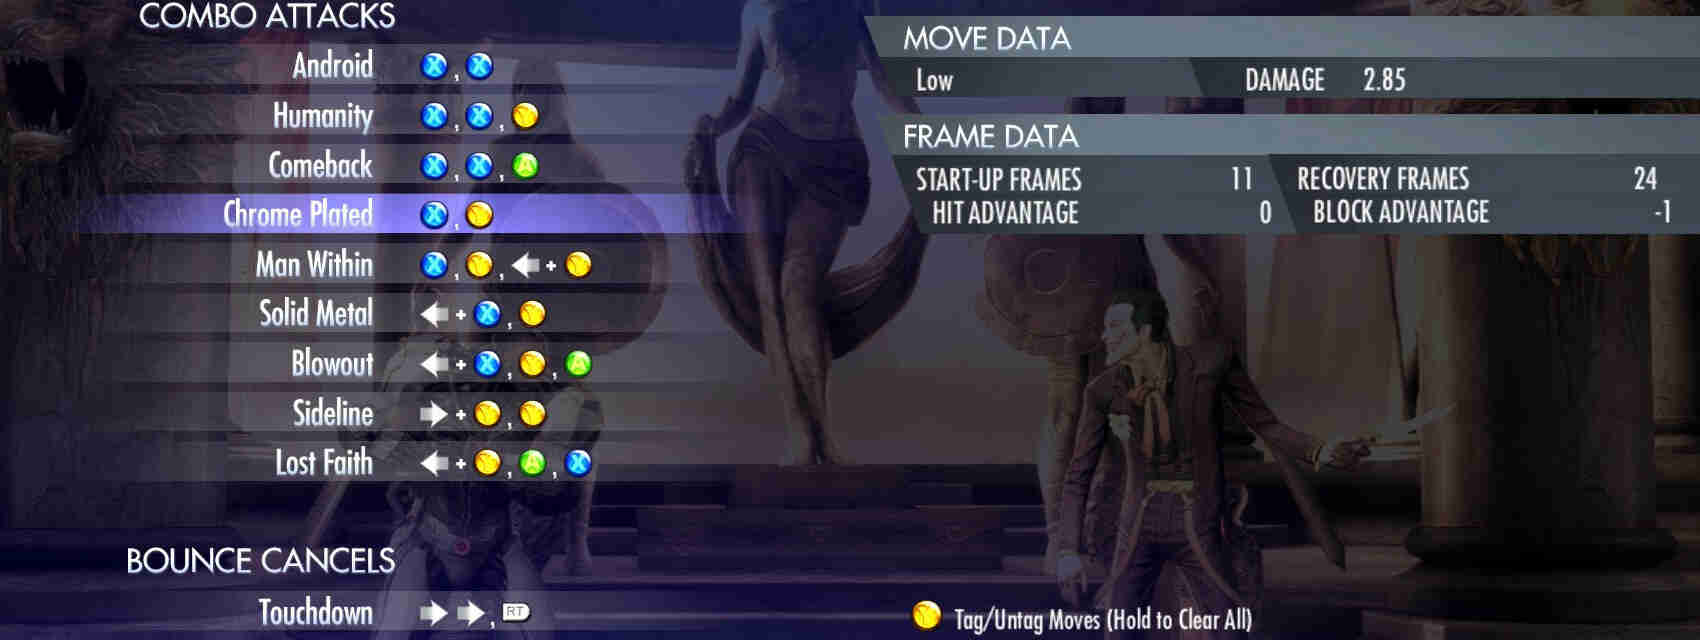 COMBO ATTACKS
Android X, X
Humanity X, X, Y
Comeback X, X, A
Chrome Plated X, Y
Man Within X, Y, + Y
Solid Metal + X, Y
Blowout + X, Y, A
Sideline + Y, Y
Lost Faith + Y, A, X
BOUNCE CANCELS
Touchdown , RT
MOVE DATA
Low DAMAGE 2.85
FRAME DATA
START-UP FRAMES 11 RECOVERY FRAMES 24
HIT ADVANTAGE 0 BLOCK ADVANTAGE -1
Y Tag/Untag Moves (Hold to Clear All)